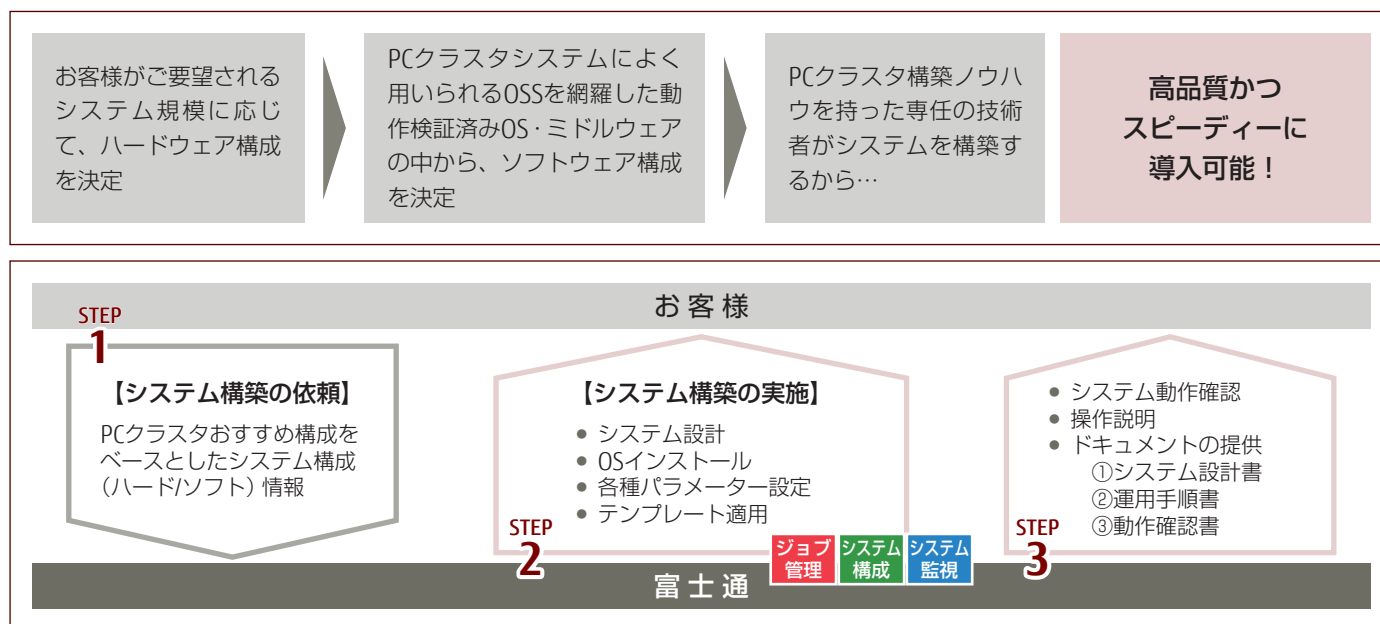 お客様がご要望される
システム規模に応じ
て、ハードウェア構成
を決定
PCクラスタシステムによく
用いられるOSSを網羅した動
作検証済みOS・ミドルウェア
の中から、ソフトウェア構成
を決定
PCクラスタ構築ノウハ
ウを持った専任の技術
者がシステムを構築す
るから…
高品質かつ
スピーディーに
導入可能！
お客様
STEP
1
【システム構築の依頼】
PCクラスタおすすめ構成を
ベースとしたシステム構成
（ハード/ソフト）情報
【システム構築の実施】
● システム設計
● OSインストール
● 各種パラメーター設定
● テンプレート適用
STEP
2
ジョブ
管理
システム
構成
システム
監視
● システム動作確認
● 操作説明
● ドキュメントの提供
①システム設計書
②運用手順書
③動作確認書
STEP
3
富士通